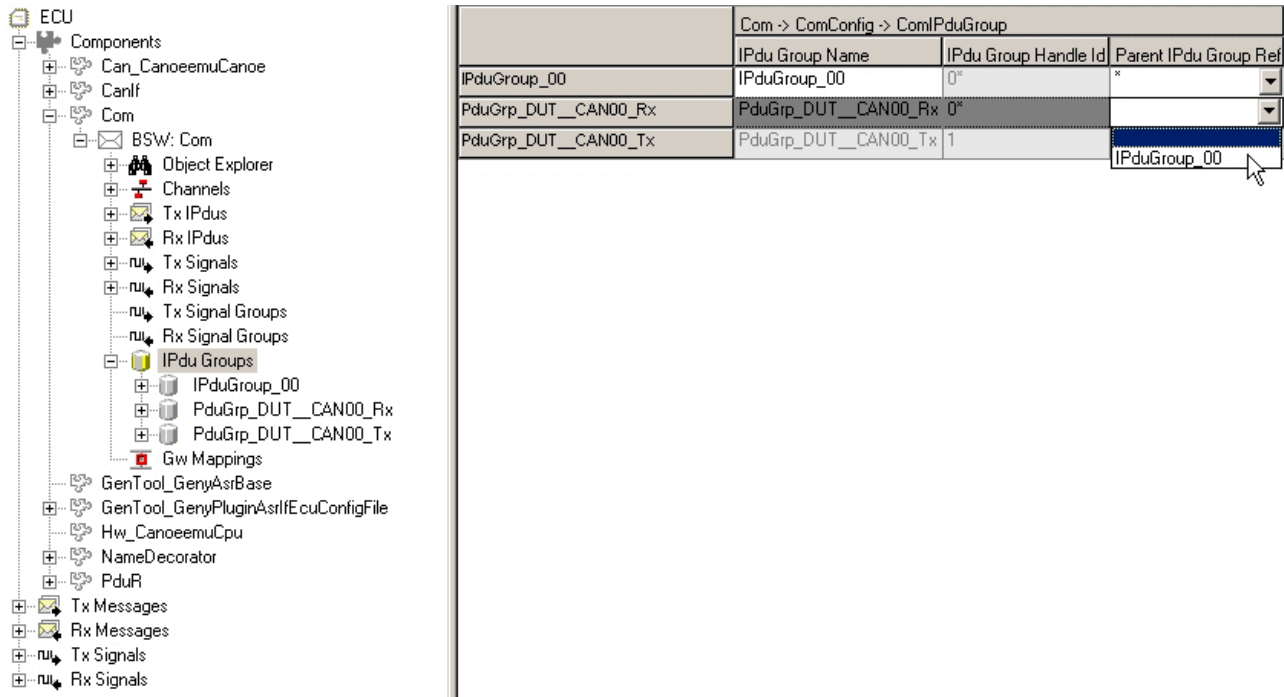 ECU
Components
Can_CanoeemuCanoe
CanIf
Com
BSW: Com
Object Explorer
Channels
Tx IPdus
Rx IPdus
Tx Signals
Rx Signals
Tx Signal Groups
Rx Signal Groups
IPdu Groups
IPduGroup_00
PduGrp_DUT__CAN00_Rx
PduGrp_DUT__CAN00_Tx
Gw Mappings
GenTool_GenyAsrBase
GenTool_GenyPluginAsrIfEcuConfigFile
Hw_CanoeemuCpu
NameDecorator
PduR
Tx Messages
Rx Messages
Tx Signals
Rx Signals
Com -> ComConfig -> ComIPduGroup
IPdu Group Name IPdu Group Handle Id Parent IPdu Group Ref
IPduGroup_00 IPduGroup_00 0* *
PduGrp_DUT__CAN00_Rx PduGrp_DUT__CAN00_Rx 0*
PduGrp_DUT__CAN00_Tx PduGrp_DUT__CAN00_Tx 1
IPduGroup_00